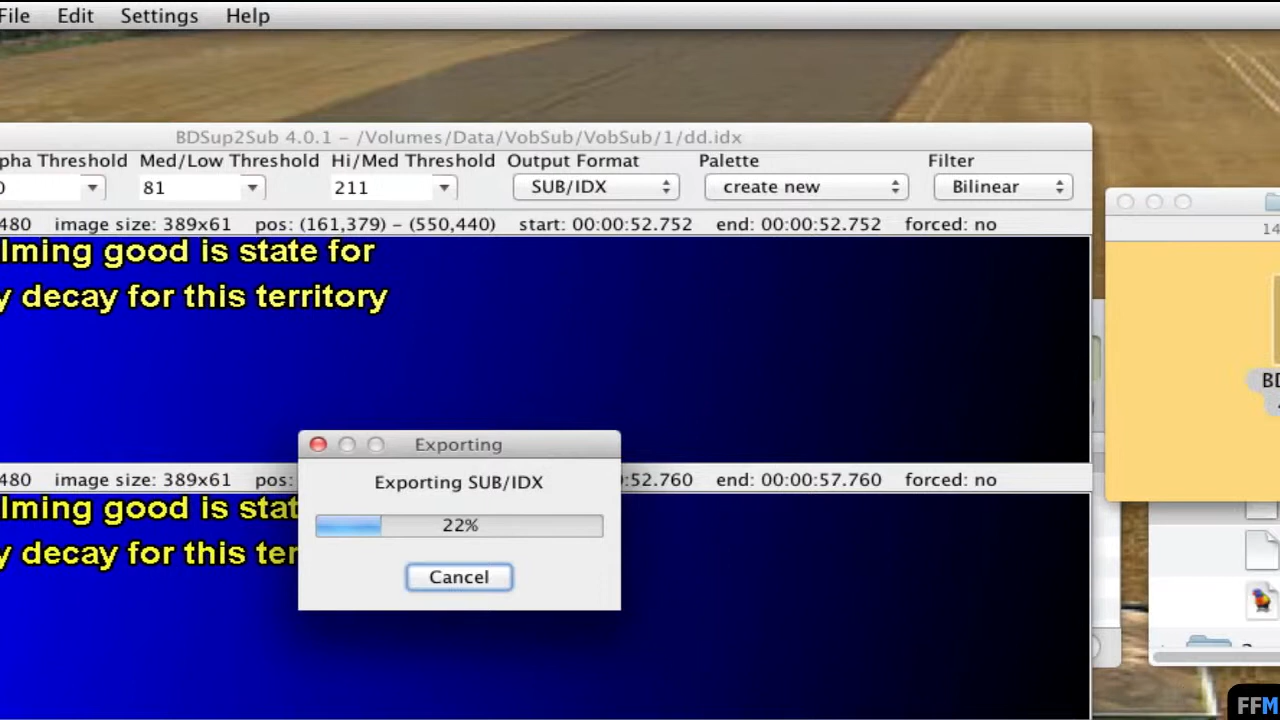 File Edit Settings Help
BDSup2Sub 4.0.1 - /Volumes/Data/VobSub/VobSub/1/dd.idx
pha Threshold Med/Low Threshold Hi/Med Threshold Output Format Palette Filter
0 81 211 SUB/IDX create new Bilinear
480 image size: 389x61 pos: (161,379) - (550,440) start: 00:00:52.752 end: 00:00:52.752 forced: no
14
lming good is state for
y decay for this territory
BD
Exporting
480 image size: 389x61 pos: :52.760 end: 00:00:57.760 forced: no
Exporting SUB/IDX
lming good is stat
22%
y decay for this ter
Cancel
FFM